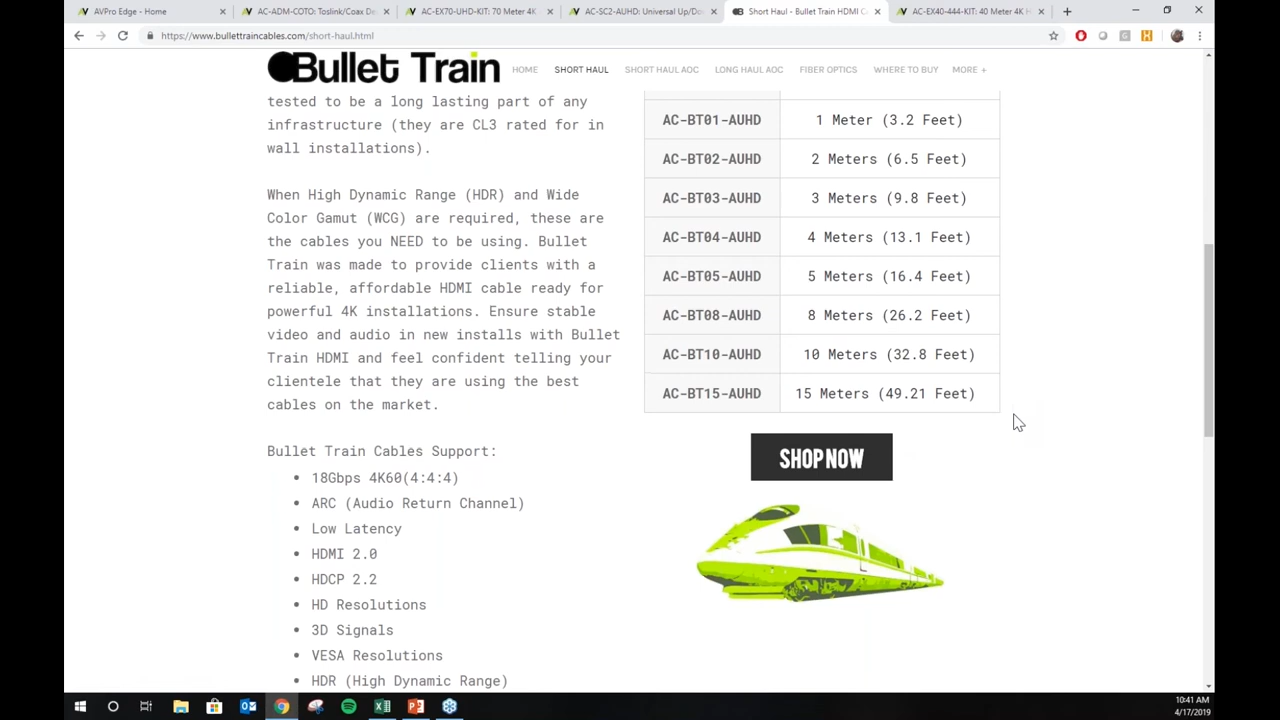 AVPro Edge - Home
AC-ADM-COTO: Toslink/Coax De
AC-EX70-UHD-KIT: 70 Meter 4K
AC-SC2-AUHD: Universal Up/Do
Short Haul - Bullet Train HDMI C
AC-EX40-444-KIT: 40 Meter 4K H
https://www.bullettraincables.com/short-haul.html
Bullet Train
HOME
SHORT HAUL
SHORT HAUL AOC
LONG HAUL AOC
FIBER OPTICS
WHERE TO BUY
MORE +
tested to be a long lasting part of any
infrastructure (they are CL3 rated for in
wall installations).
When High Dynamic Range (HDR) and Wide
Color Gamut (WCG) are required, these are
the cables you NEED to be using. Bullet
Train was made to provide clients with a
reliable, affordable HDMI cable ready for
powerful 4K installations. Ensure stable
video and audio in new installs with Bullet
Train HDMI and feel confident telling your
clientele that they are using the best
cables on the market.
Bullet Train Cables Support:
• 18Gbps 4K60(4:4:4)
• ARC (Audio Return Channel)
• Low Latency
• HDMI 2.0
• HDCP 2.2
• HD Resolutions
• 3D Signals
• VESA Resolutions
• HDR (High Dynamic Range)
AC-BT01-AUHD 1 Meter (3.2 Feet)
AC-BT02-AUHD 2 Meters (6.5 Feet)
AC-BT03-AUHD 3 Meters (9.8 Feet)
AC-BT04-AUHD 4 Meters (13.1 Feet)
AC-BT05-AUHD 5 Meters (16.4 Feet)
AC-BT08-AUHD 8 Meters (26.2 Feet)
AC-BT10-AUHD 10 Meters (32.8 Feet)
AC-BT15-AUHD 15 Meters (49.21 Feet)
SHOP NOW
10:41 AM
4/17/2019